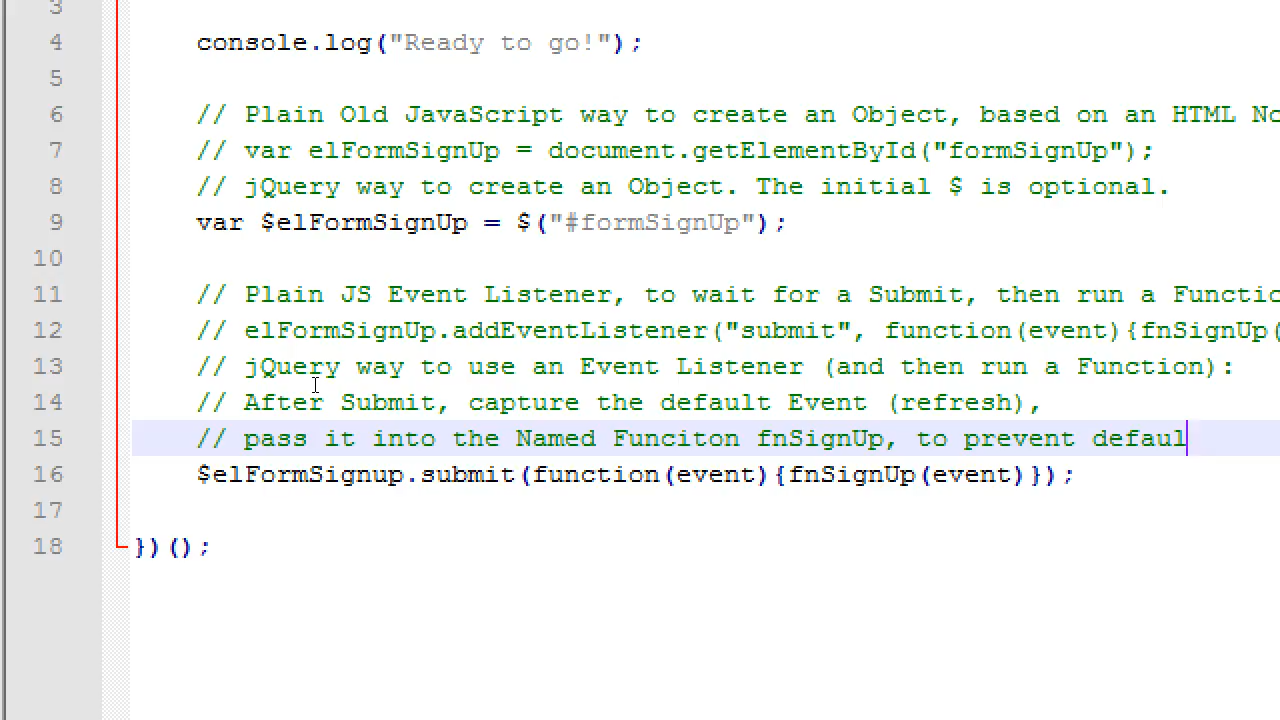 3
4 console.log("Ready to go!");
5
6 // Plain Old JavaScript way to create an Object, based on an HTML No
7 // var elFormSignUp = document.getElementById("formSignUp");
8 // jQuery way to create an Object. The initial $ is optional.
9 var $elFormSignUp = $("#formSignUp");
10
11 // Plain JS Event Listener, to wait for a Submit, then run a Functio
12 // elFormSignUp.addEventListener("submit", function(event){fnSignUp(
13 // jQuery way to use an Event Listener (and then run a Function):
14 // After Submit, capture the default Event (refresh),
15 // pass it into the Named Funciton fnSignUp, to prevent defaul
16 $elFormSignup.submit(function(event){fnSignUp(event)});
17
18 })();